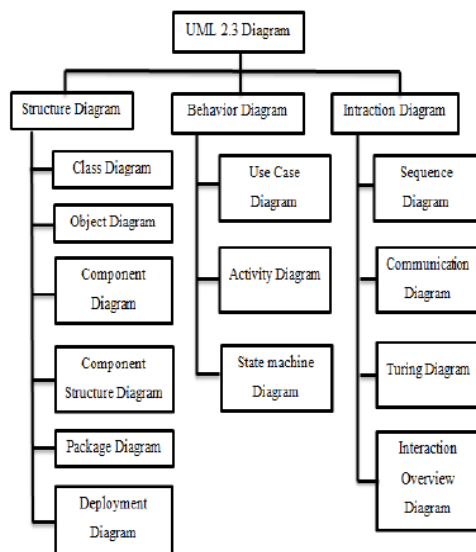 UML 2.3 Diagram
Structure Diagram
Behavior Diagram
Intraction Diagram
Class Diagram
Object Diagram
Component
Diagram
Component
Structure Diagram
Package Diagram
Deployment
Diagram
Use Case
Diagram
Activity Diagram
State machine
Diagram
Sequence
Diagram
Communication
Diagram
Turing Diagram
Interaction
Overview
Diagram